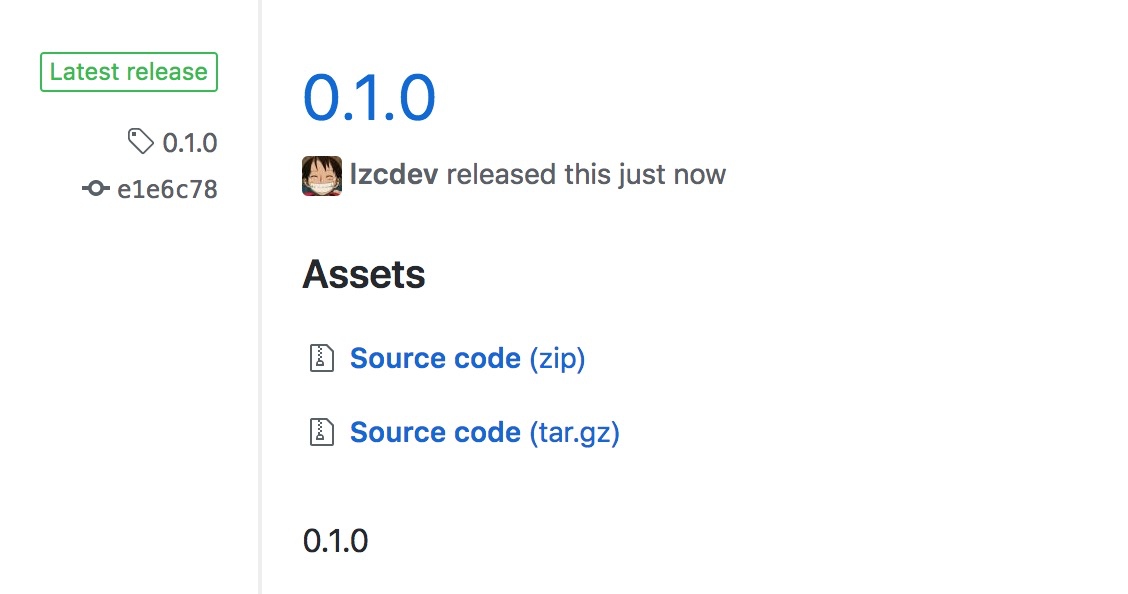 Latest release
0.1.0
e1e6c78
0.1.0
lzcdev released this just now
Assets
Source code (zip)
Source code (tar.gz)
0.1.0